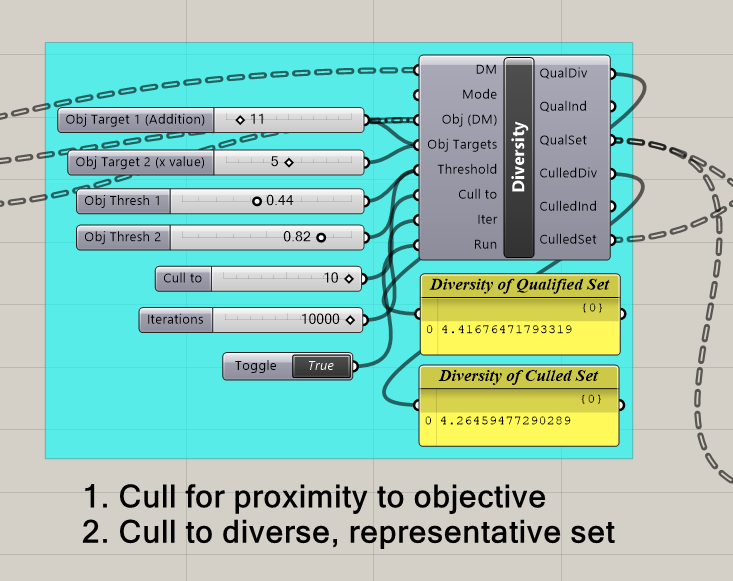 DM
Mode
Obj (DM)
Obj Targets
Threshold
Cull to
Iter
Run
Diversity
QualDiv
QualInd
QualSet
CulledDiv
CulledInd
CulledSet
Obj Target 1 (Addition) 11
Obj Target 2 (x value) 5
Obj Thresh 1 0.44
Obj Thresh 2 0.82
Cull to 10
Iterations 10000
Toggle True
Diversity of Qualified Set
{0}
0 4.41676471793319
Diversity of Culled Set
{0}
0 4.26459477290289
1. Cull for proximity to objective
2. Cull to diverse, representative set